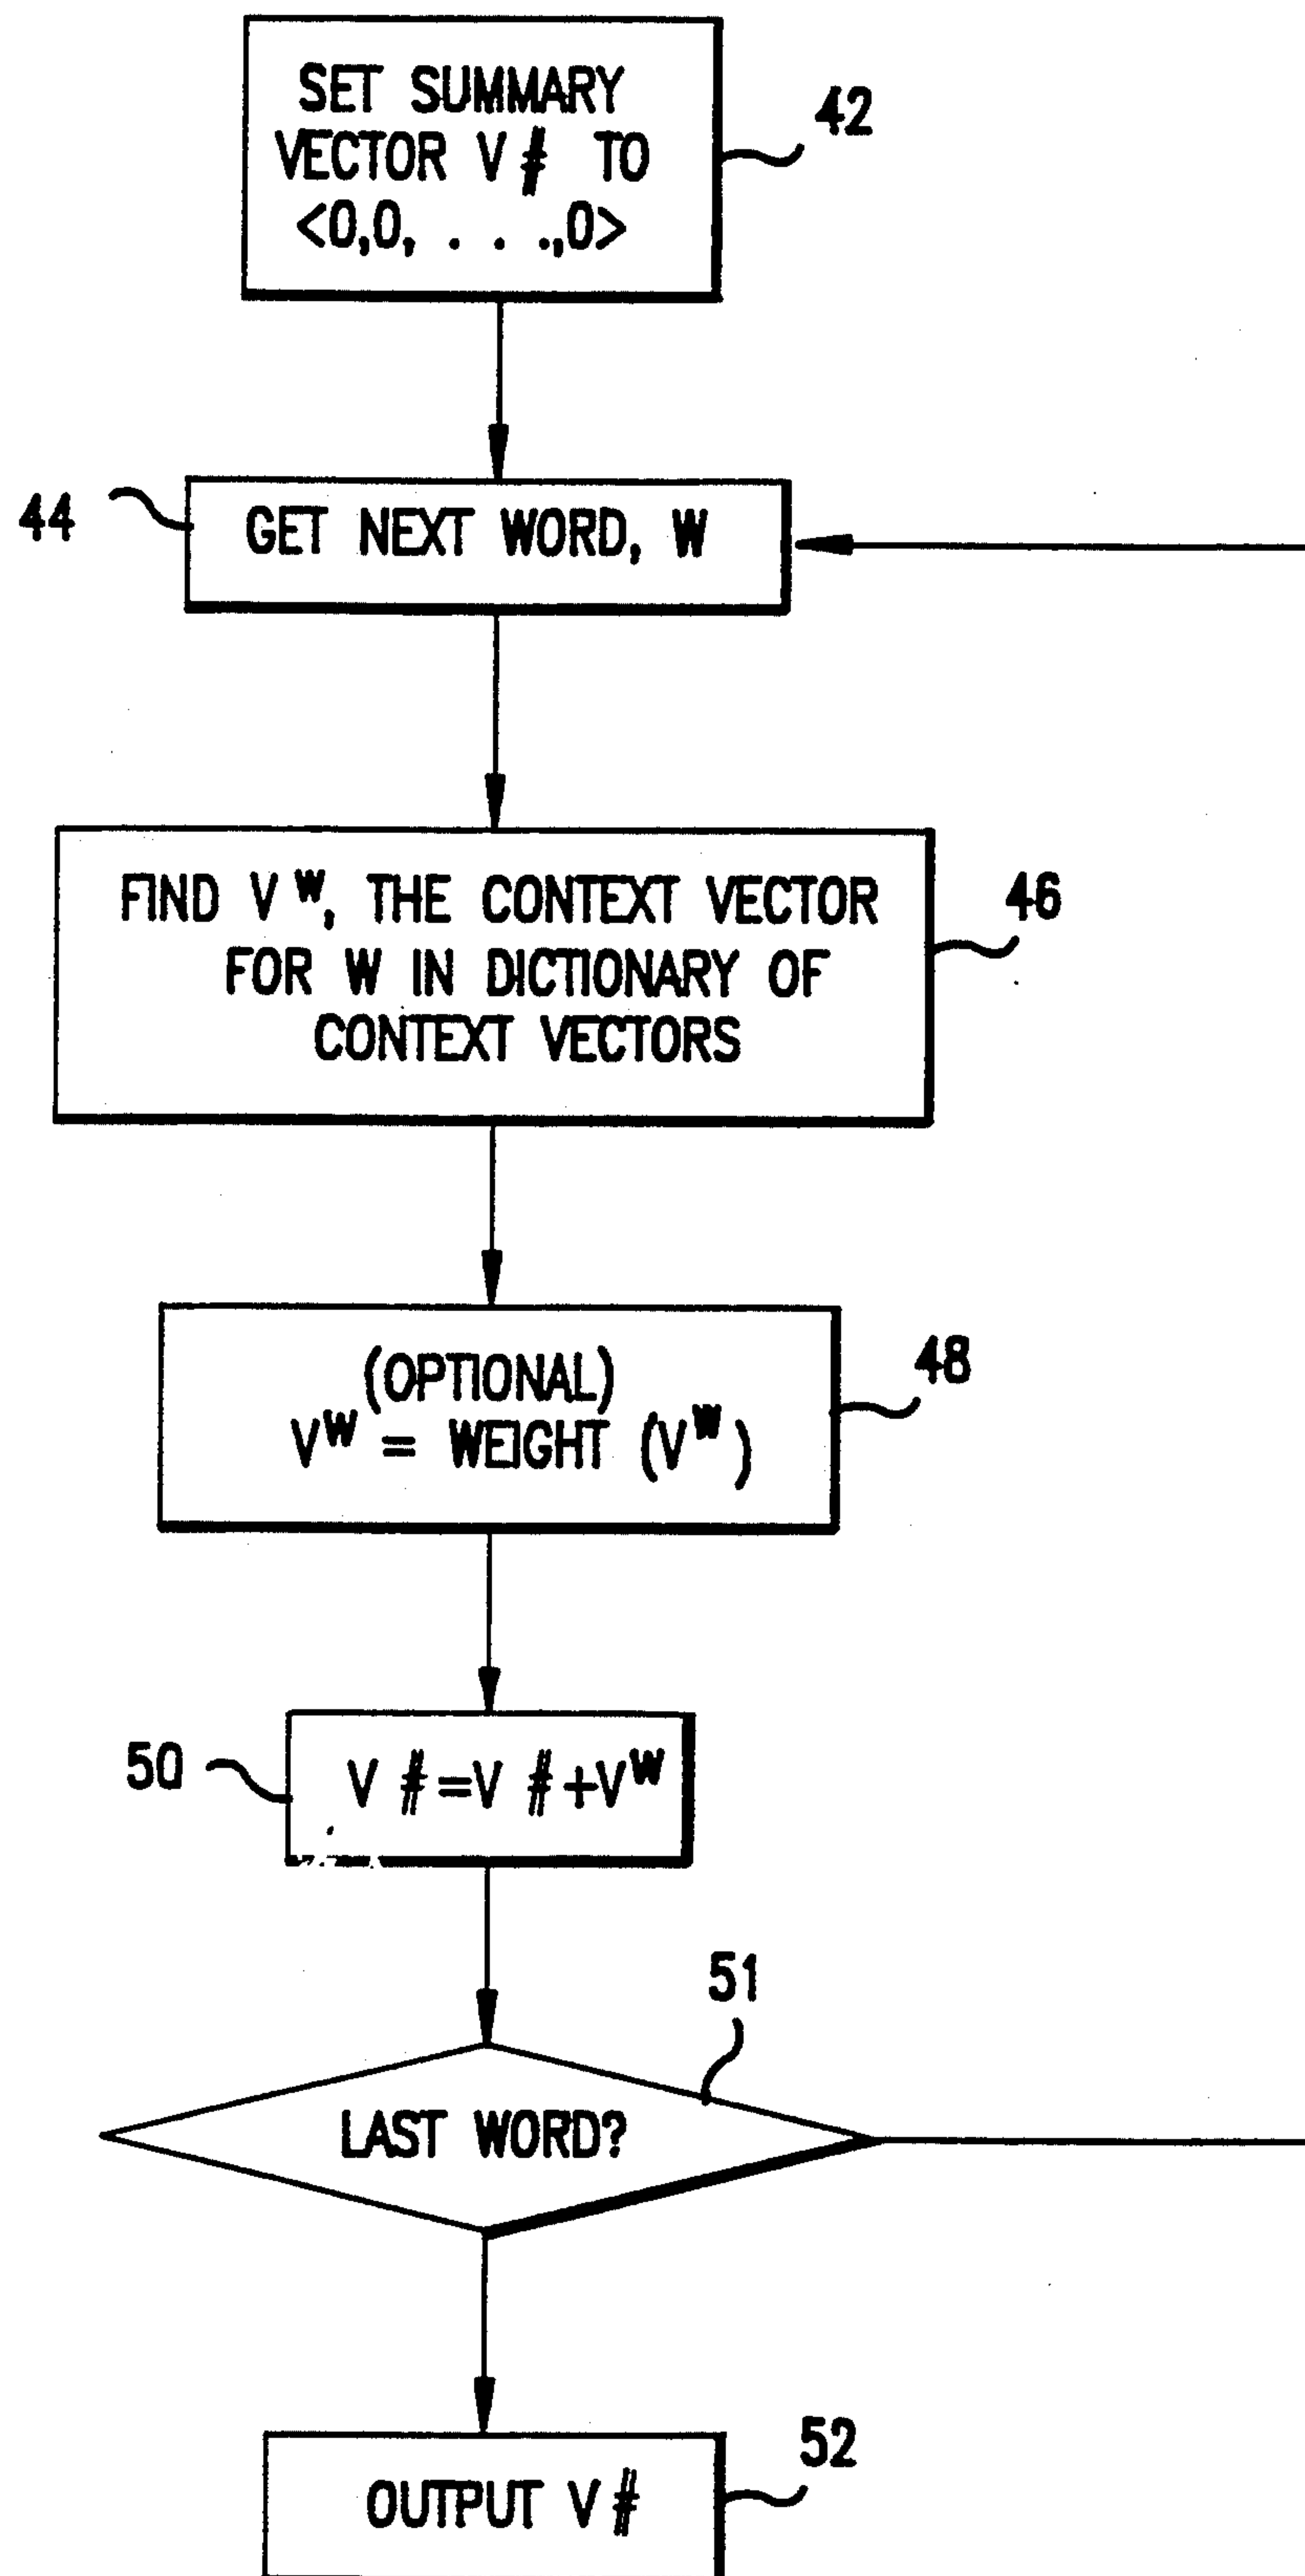 SET SUMMARY
VECTOR V# TO
<0,0, . . .,0>
42
44
GET NEXT WORD, W
FIND V^W, THE CONTEXT VECTOR
FOR W IN DICTIONARY OF
CONTEXT VECTORS
46
(OPTIONAL)
V^W = WEIGHT (V^W)
48
50
V #=V #+V^W
51
LAST WORD?
52
OUTPUT V#